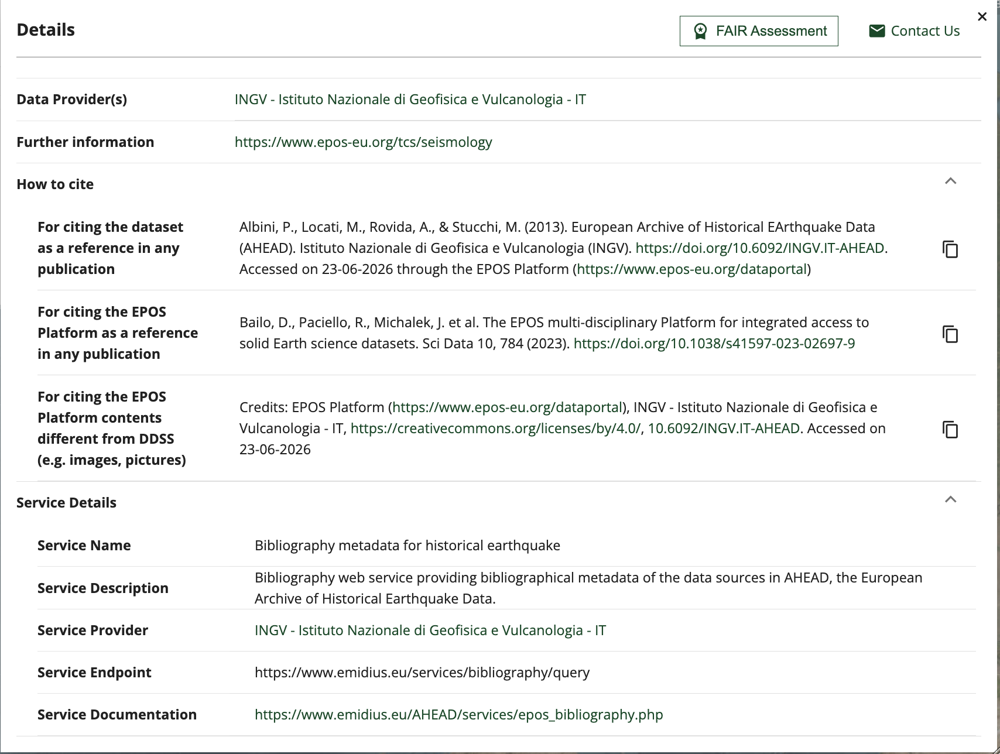 Details
FAIR Assessment
Contact Us
Data Provider(s)
INGV - Istituto Nazionale di Geofisica e Vulcanologia - IT
Further information
https://www.epos-eu.org/tcs/seismology
How to cite
For citing the dataset
as a reference in any
publication
Albini, P., Locati, M., Rovida, A., & Stucchi, M. (2013). European Archive of Historical EArthquake Data
(AHEAD). Istituto Nazionale di Geofisica e Vulcanologia (INGV). https://doi.org/10.6092/INGV.IT-AHEAD.
Accessed on 23-06-2026 through the EPOS Platform (https://www.epos-eu.org/dataportal)
For citing the EPOS
Platform as a reference
in any publication
Bailo, D., Paciello, R., Michalek, J. et al. The EPOS multi-disciplinary Platform for integrated access to
solid Earth science datasets. Sci Data 10, 784 (2023). https://doi.org/10.1038/s41597-023-02697-9
For citing the EPOS
Platform contents
different from DDSS
(e.g. images, pictures)
Credits: EPOS Platform (https://www.epos-eu.org/dataportal), INGV - Istituto Nazionale di Geofisica e
Vulcanologia - IT, https://creativecommons.org/licenses/by/4.0/, 10.6092/INGV.IT-AHEAD. Accessed on
23-06-2026
Service Details
Service Name
Bibliography metadata for historical earthquake
Service Description
Bibliography web service providing bibliographical metadata of the data sources in AHEAD, the European
Archive of Historical Earthquake Data.
Service Provider
INGV - Istituto Nazionale di Geofisica e Vulcanologia - IT
Service Endpoint
https://www.emidius.eu/services/bibliography/query
Service Documentation
https://www.emidius.eu/AHEAD/services/epos_bibliography.php